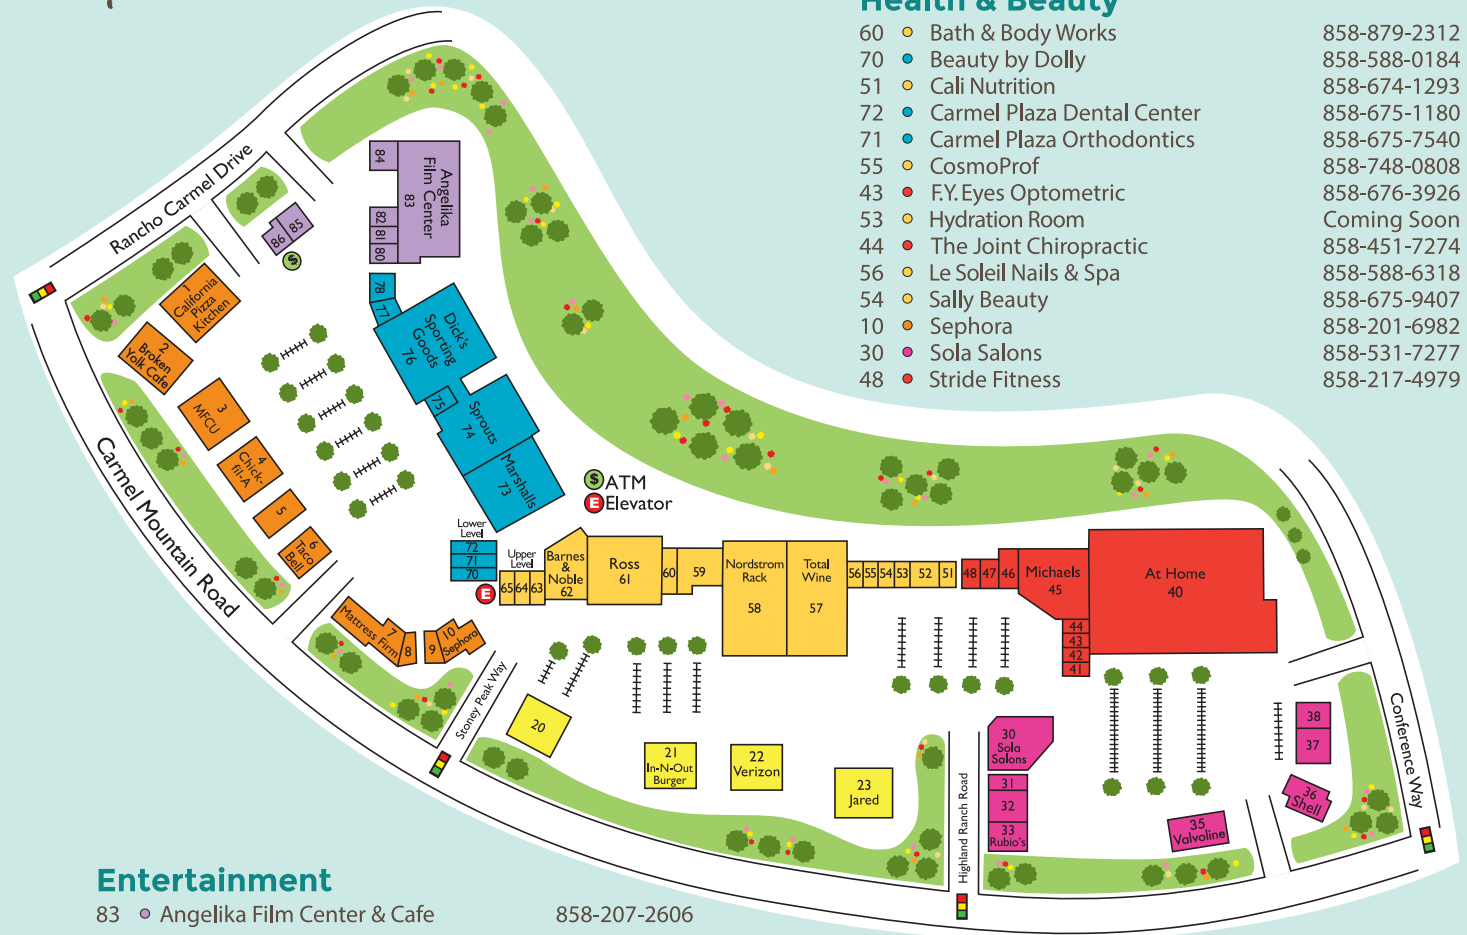 Health & Beauty
60 Bath & Body Works 858-879-2312
70 Beauty by Dolly 858-588-0184
51 Cali Nutrition 858-674-1293
72 Carmel Plaza Dental Center 858-675-1180
71 Carmel Plaza Orthodontics 858-675-7540
55 CosmoProf 858-748-0808
43 F.Y. Eyes Optometric 858-676-3926
53 Hydration Room Coming Soon
44 The Joint Chiropractic 858-451-7274
56 Le Soleil Nails & Spa 858-588-6318
54 Sally Beauty 858-675-9407
10 Sephora 858-201-6982
30 Sola Salons 858-531-7277
48 Stride Fitness 858-217-4979
Rancho Carmel Drive
84
Angelika
Film Center
83
82
81
80
85
86
$
78
77
1
California
Pizza
Kitchen
2
Broken
Yolk Cafe
3
MFCU
4
Chick-
fil-A
5
6
Taco
Bell
Carmel Mountain Road
Dick's
Sporting
Goods
76
75
Sprouts
74
Marshalls
73
$ ATM
E Elevator
Lower
Level
72
71
70
E
Upper
Level
65
64
63
Barnes
&
Noble
62
Ross
61
60
59
Nordstrom
Rack
58
Total
Wine
57
56
55
54
53
52
51
48
47
46
Michaels
45
At Home
40
44
43
42
41
Mattress Firm
7
8
9
10
Sephora
Stoney Peak Way
20
21
In-N-Out
Burger
22
Verizon
23
Jared
Highland Ranch Road
30
Sola
Salons
31
32
33
Rubio's
35
Valvoline
36
Shell
37
38
Conference Way
Entertainment
83 Angelika Film Center & Cafe 858-207-2606